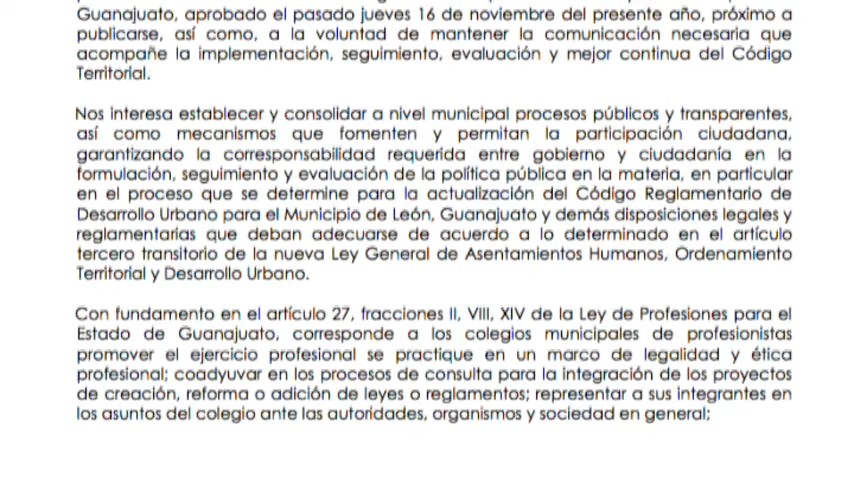 Guanajuato, aprobado el pasado jueves 16 de noviembre del presente año, próximo a
publicarse, así como, a la voluntad de mantener la comunicación necesaria que
acompañe la implementación, seguimiento, evaluación y mejor continua del Código
Territorial.
Nos interesa establecer y consolidar a nivel municipal procesos públicos y transparentes,
así como mecanismos que fomenten y permitan la participación ciudadana,
garantizando la corresponsabilidad requerida entre gobierno y ciudadanía en la
formulación, seguimiento y evaluación de la política pública en la materia, en particular
en el proceso que se determine para la actualización del Código Reglamentario de
Desarrollo Urbano para el Municipio de León, Guanajuato y demás disposiciones legales y
reglamentarias que deban adecuarse de acuerdo a lo determinado en el artículo
tercero transitorio de la nueva Ley General de Asentamientos Humanos, Ordenamiento
Territorial y Desarrollo Urbano.
Con fundamento en el artículo 27, fracciones II, VIII, XIV de la Ley de Profesiones para el
Estado de Guanajuato, corresponde a los colegios municipales de profesionistas
promover el ejercicio profesional se practique en un marco de legalidad y ética
profesional; coadyuvar en los procesos de consulta para la integración de los proyectos
de creación, reforma o adición de leyes o reglamentos; representar a sus integrantes en
los asuntos del colegio ante las autoridades, organismos y sociedad en general;